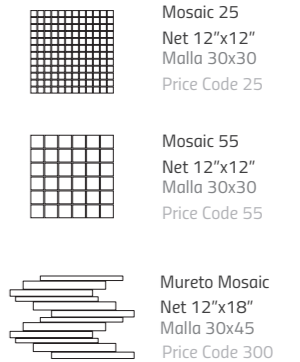 Mosaic 25
Net 12”x12”
Malla 30x30
Price Code 25
Mosaic 55
Net 12”x12”
Malla 30x30
Price Code 55
Mureto Mosaic
Net 12”x18”
Malla 30x45
Price Code 300